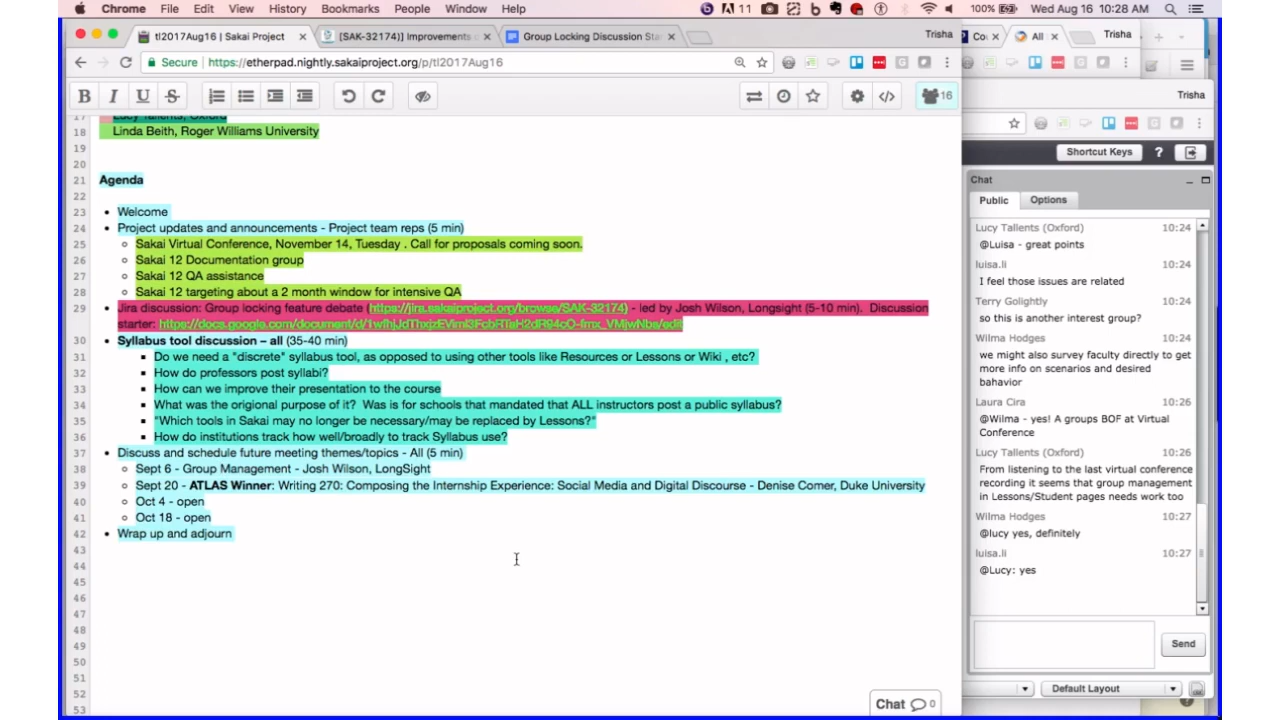 Chrome File Edit View History Bookmarks People Window Help 11 100% Wed Aug 16 10:28 AM
tl2017Aug16 | Sakai Project × [SAK-32174)] Improvements × Group Locking Discussion Sta × Trisha
Co × All × Trisha
Secure | https://etherpad.nightly.sakaiproject.org/p/tl2017Aug16
B I U S 16
Trisha
17 Lucy Tallents, Oxford
18 Linda Beith, Roger Williams University
19
20
21 Agenda
22
23 • Welcome
24 • Project updates and announcements - Project team reps (5 min)
25 ○ Sakai Virtual Conference, November 14, Tuesday . Call for proposals coming soon.
26 ○ Sakai 12 Documentation group
27 ○ Sakai 12 QA assistance
28 ○ Sakai 12 targeting about a 2 month window for intensive QA
29 • Jira discussion: Group locking feature debate (https://jira.sakaiproject.org/browse/SAK-32174) - led by Josh Wilson, Longsight (5-10 min). Discussion
starter:
30 • Syllabus tool discussion – all (35-40 min)
31 ▪ Do we need a "discrete" syllabus tool, as opposed to using other tools like Resources or Lessons or Wiki , etc?
32 ▪ How do professors post syllabi?
33 ▪ How can we improve their presentation to the course
34 ▪ What was the origional purpose of it? Was is for schools that mandated that ALL instructors post a public syllabus?
35 ▪ "Which tools in Sakai may no longer be necessary/may be replaced by Lessons?"
36 ▪ How do institutions track how well/broadly to track Syllabus use?
37 • Discuss and schedule future meeting themes/topics - All (5 min)
38 ○ Sept 6 - Group Management - Josh Wilson, LongSight
39 ○ Sept 20 - ATLAS Winner: Writing 270: Composing the Internship Experience: Social Media and Digital Discourse - Denise Comer, Duke University
40 ○ Oct 4 - open
41 ○ Oct 18 - open
42 • Wrap up and adjourn
43
44
45
46
47
48
49
50
51
52
53
Chat 0
Shortcut Keys ?
Chat
Public Options
Lucy Tallents (Oxford) 10:24
@Luisa - great points
luisa.li 10:24
I feel those issues are related
Terry Golightly 10:24
so this is another interest group?
Wilma Hodges 10:24
we might also survey faculty directly to get
more info on scenarios and desired
bahavior
Laura Cira 10:26
@Wilma - yes! A groups BOF at Virtual
Conference
Lucy Tallents (Oxford) 10:26
From listening to the last virtual conference
recording it seems that group management
in Lessons/Student pages needs work too
Wilma Hodges 10:27
@lucy yes, definitely
luisa.li 10:27
@Lucy: yes
Send
Default Layout